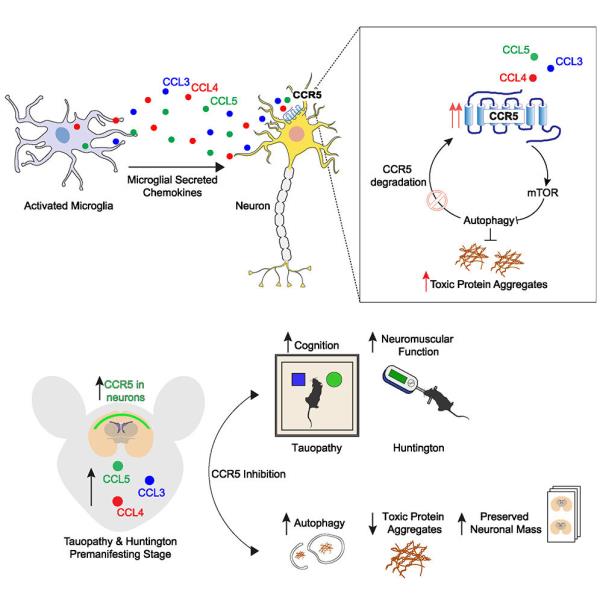 CCL3
CCL4
CCL5
CCR5
Microglial Secreted
Chemokines
Activated Microglia
Neuron
CCL5
CCL3
CCL4
CCR5
CCR5
degradation
mTOR
Autophagy
Toxic Protein Aggregates
CCR5 in
neurons
CCL5
CCL3
CCL4
Tauopathy & Huntington
Premanifesting Stage
CCR5 Inhibition
Cognition
Tauopathy
Neuromuscular
Function
Huntington
Autophagy
Toxic Protein
Aggregates
Preserved
Neuronal Mass